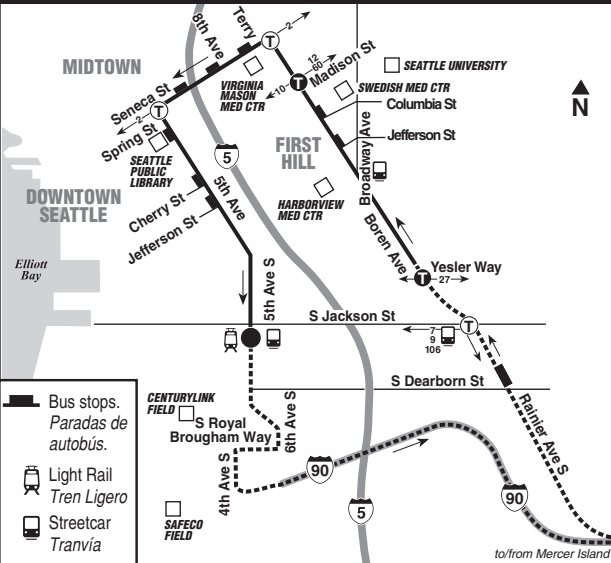 8th Ave
Terry
T
2
MIDTOWN
VIRGINIA
MASON
MED CTR
12
60
Madison St
T
10
SEATTLE UNIVERSITY
SWEDISH MED CTR
Columbia St
N
Seneca St
T
2
Spring St
SEATTLE
PUBLIC
LIBRARY
5
FIRST
HILL
Broadway Ave
Jefferson St
DOWNTOWN
SEATTLE
Cherry St
Jefferson St
5th Ave
HARBORVIEW
MED CTR
Boren Ave
Elliott
Bay
5th Ave S
T
Yesler Way
27
S Jackson St
T
7
9
106
S Dearborn St
CENTURYLINK
FIELD
S Royal
Brougham Way
6th Ave S
4th Ave S
90
Rainier Ave S
90
5
SAFECO
FIELD
to/from Mercer Island
Bus stops.
Paradas de
autobús.
Light Rail
Tren Ligero
Streetcar
Tranvía